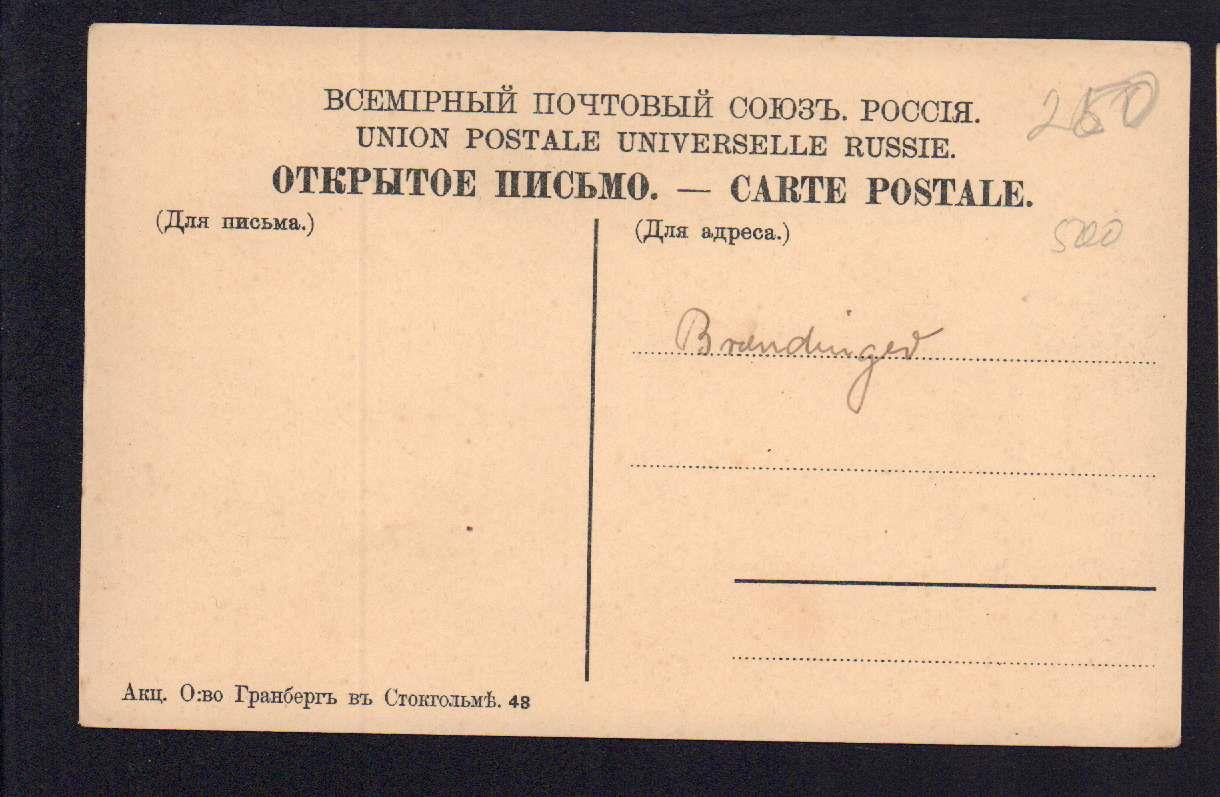 ВСЕМІРНЫЙ ПОЧТОВЫЙ СОЮЗЪ. РОССІЯ.
UNION POSTALE UNIVERSELLE RUSSIE.
ОТКРЫТОЕ ПИСЬМО. — CARTE POSTALE.
(Для письма.)
(Для адреса.)
500
Brandinger
Акц. О:во Гранбергъ въ Стокгольмѣ. 48